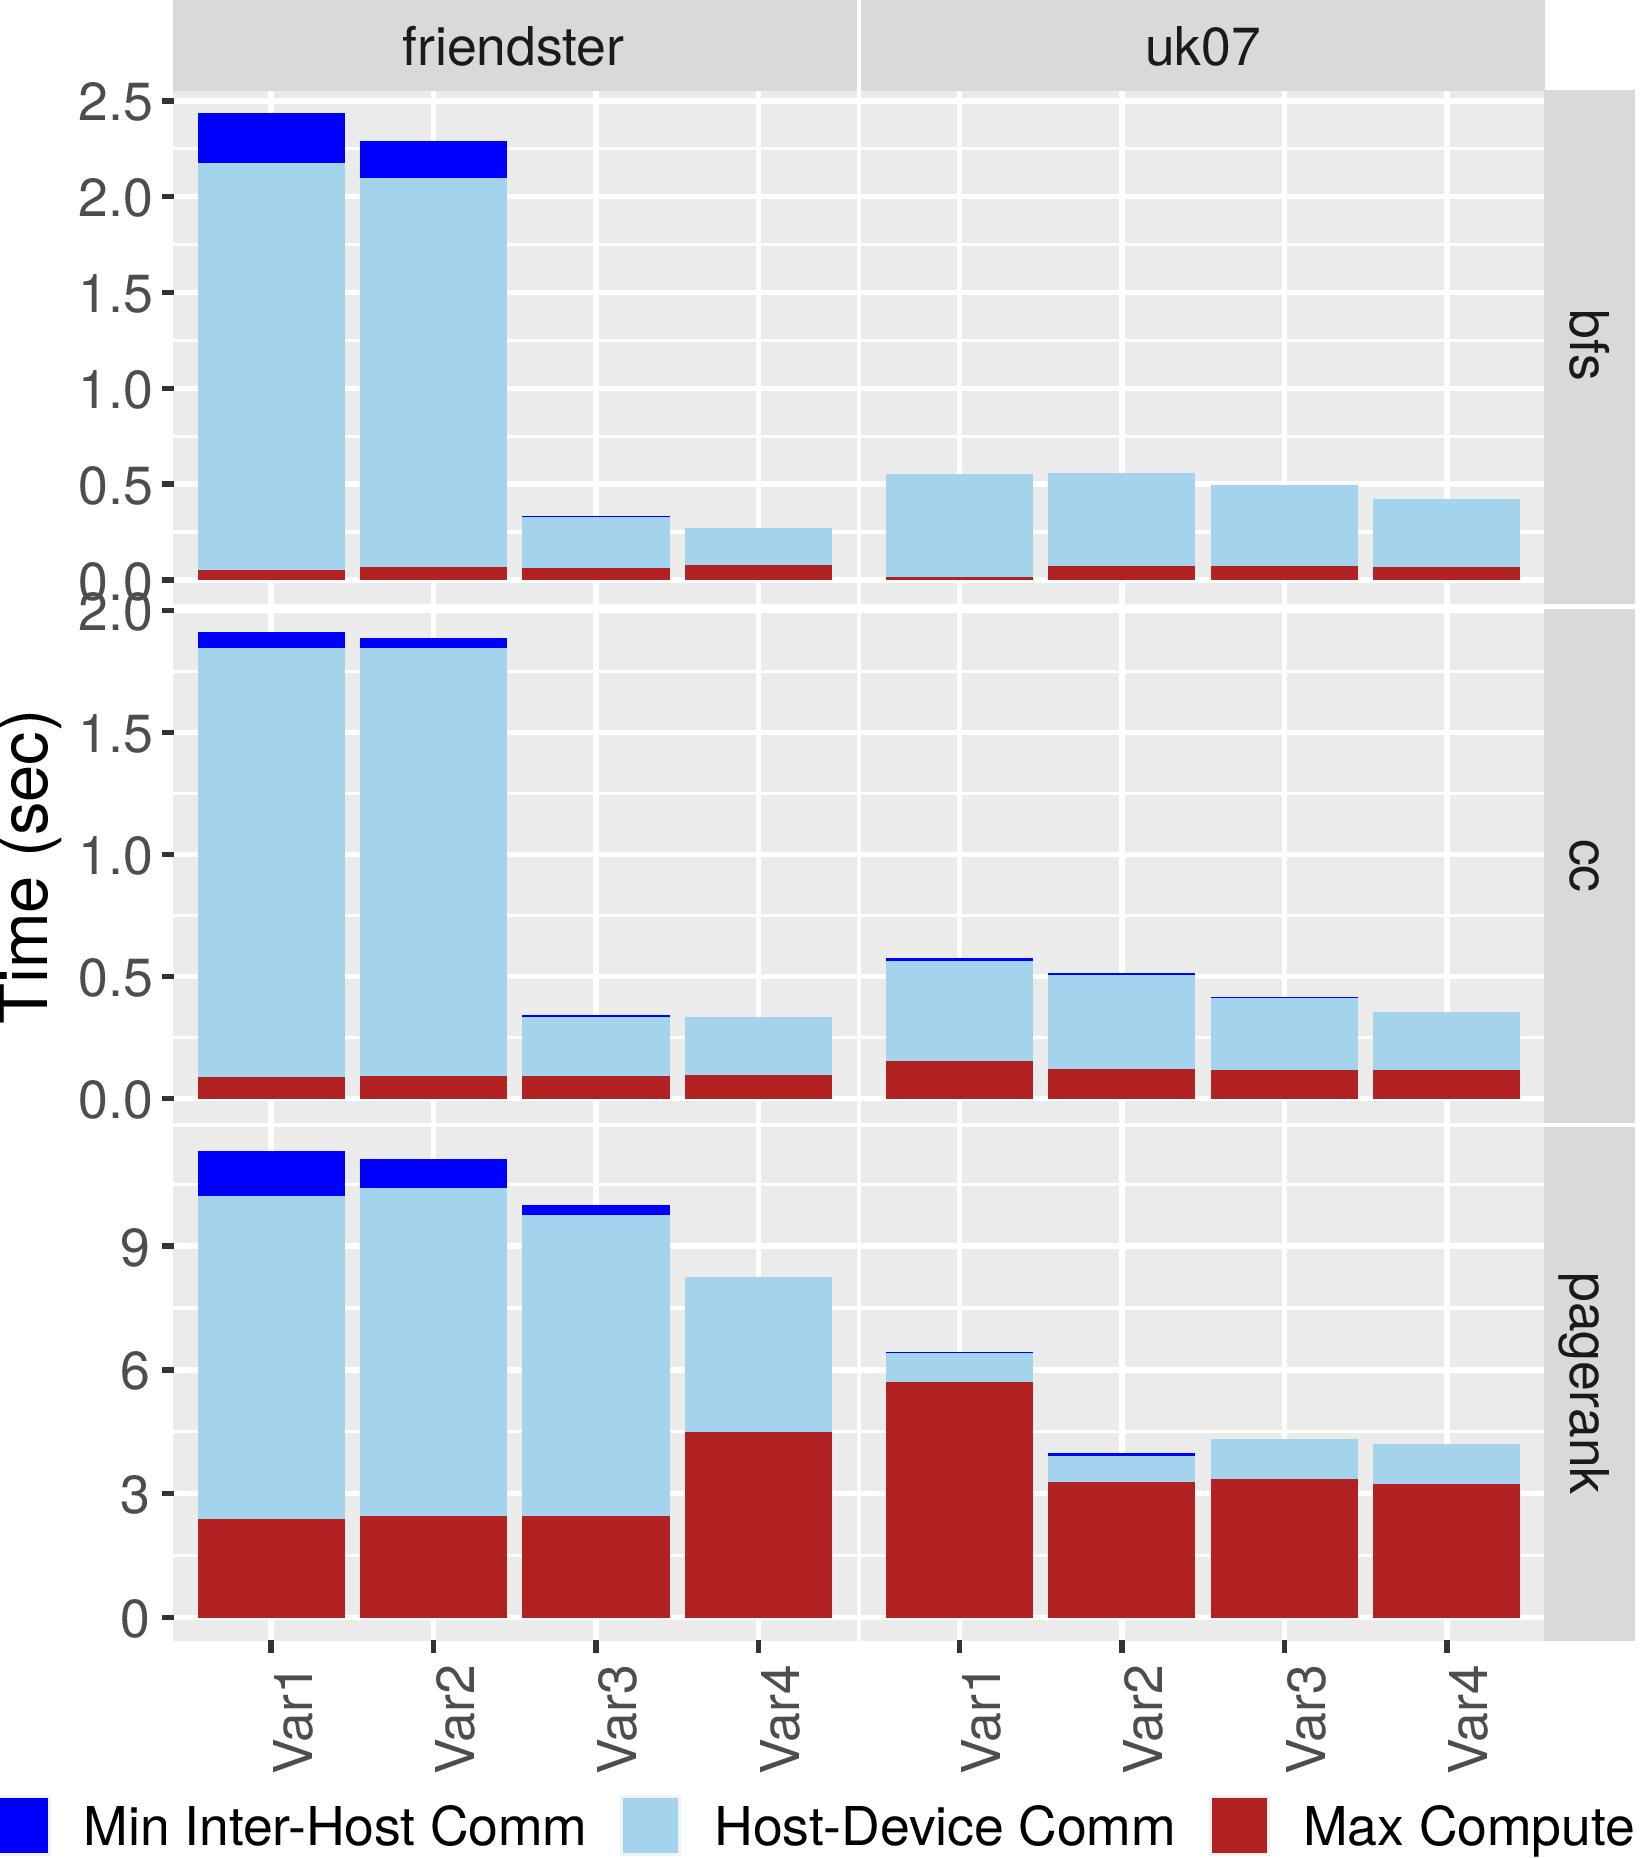 friendster uk07
2.5
2.0
1.5
1.0
0.5
0.0
bfs
2.0
1.5
1.0
0.5
0.0
cc
Time (sec)
9
6
3
0
pagerank
Var1 Var2 Var3 Var4 Var1 Var2 Var3 Var4
Min Inter-Host Comm Host-Device Comm Max Compute